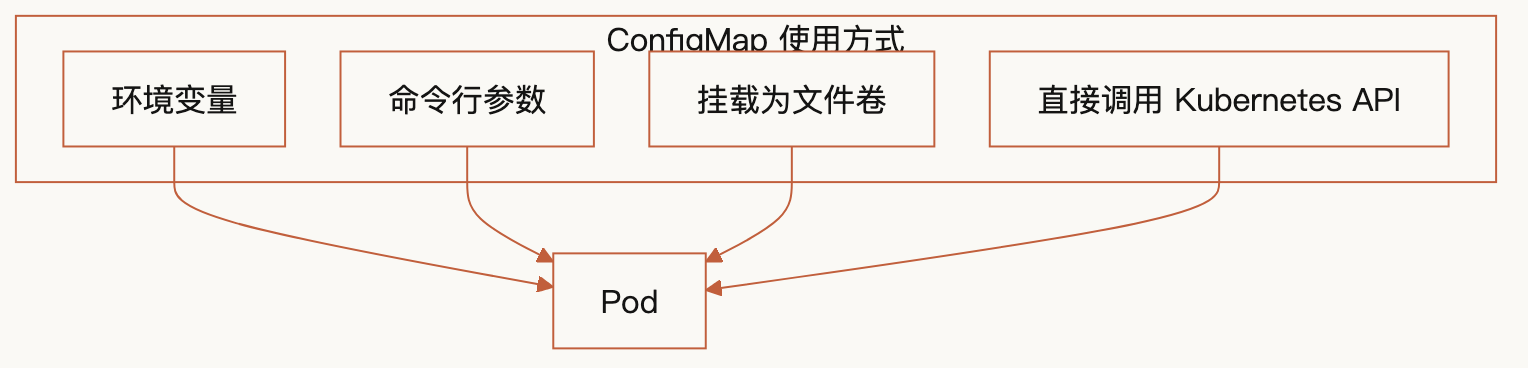 ConfigMap 使用方式
环境变量
命令行参数
挂载为文件卷
直接调用 Kubernetes API
Pod